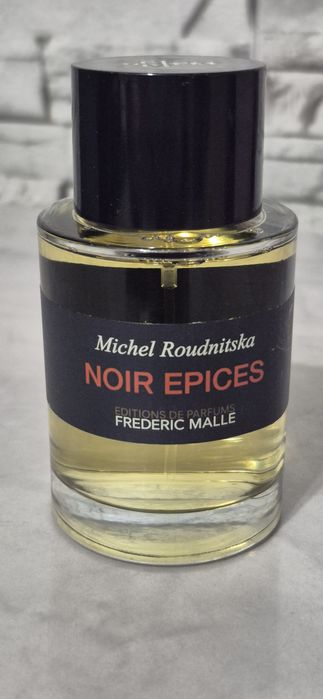 Michel Roudnitska
NOIR EPICES
EDITIONS DE PARFUMS
FREDERIC MALLE